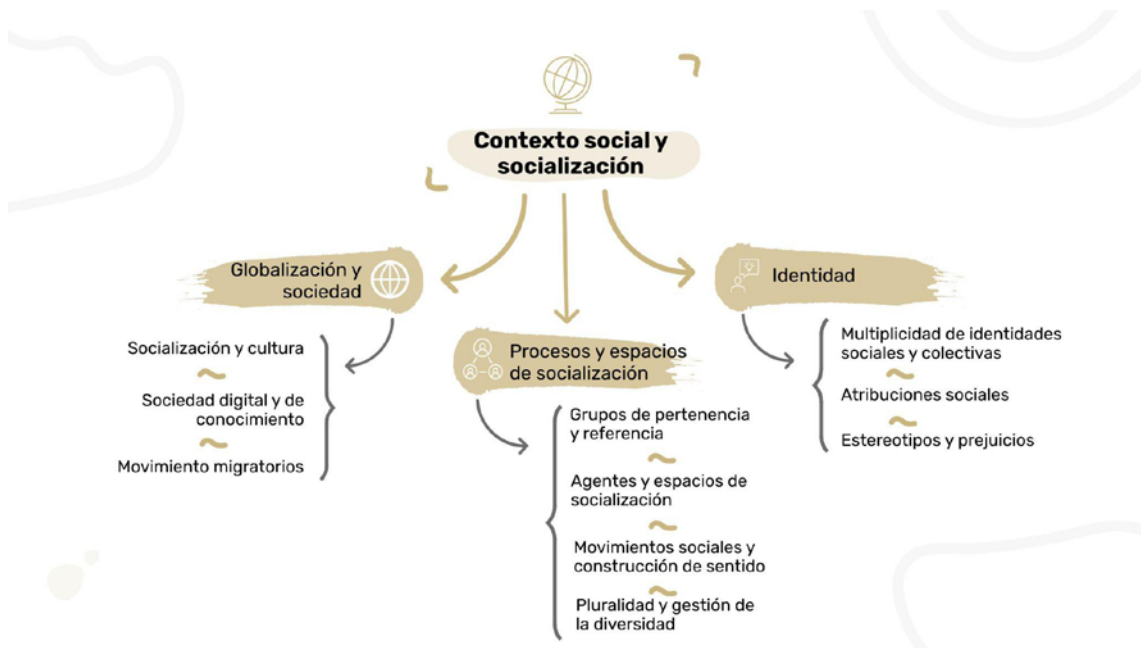 Contexto social y
socialización
Globalización y
sociedad
Socialización y cultura
Sociedad digital y de
conocimiento
Movimiento migratorios
Procesos y espacios
de socialización
Grupos de pertenencia
y referencia
Agentes y espacios de
socialización
Movimientos sociales y
construcción de sentido
Pluralidad y gestión de
la diversidad
Identidad
Multiplicidad de identidades
sociales y colectivas
Atribuciones sociales
Estereotipos y prejuicios